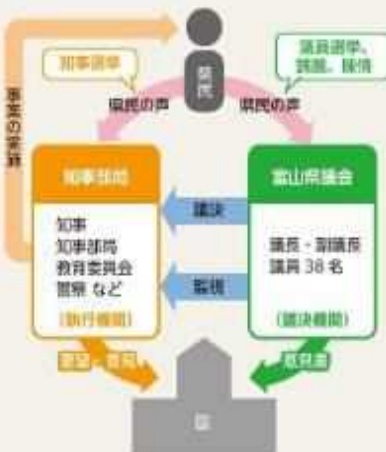 知事選挙
議員選挙、
請願、陳情
県民
県民の声
県民の声
事業の実施
知事部局
知事
知事部局
教育委員会
警察 など
(執行機関)
議決
監視
富山県議会
議長・副議長
議員 38 名
(議決機関)
要望・意見
意見書
国